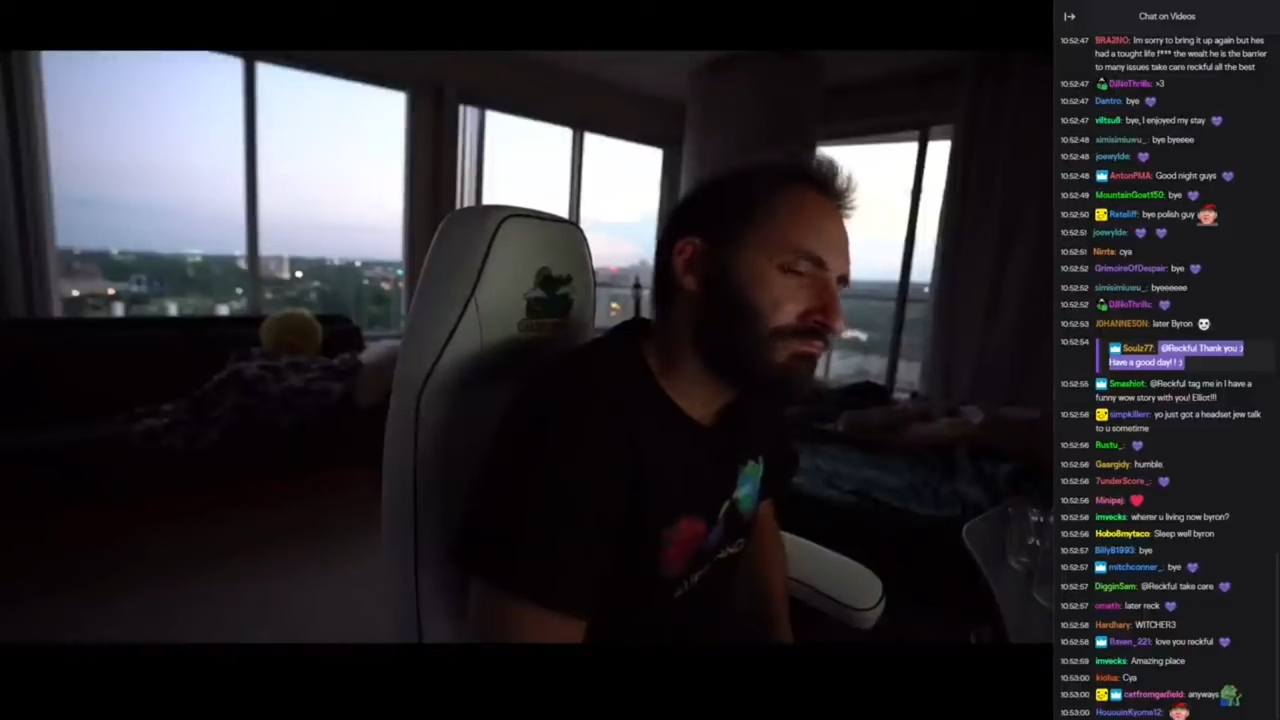 Chat on Videos
10:52:47 BRA2NO: Im sorry to bring it up again but hes
had a tought life f*** the wealt he is the barrier
to many issues take care reckful all the best
10:52:47 DJNoThrills: >3
10:52:47 Dantro: bye
10:52:47 viltsu8: bye, I enjoyed my stay
10:52:48 simisimiuwu_: bye byeeee
10:52:48 joewylde:
10:52:48 AntonPMA: Good night guys
10:52:49 MountainGoat150: bye
10:52:50 Rateliff: bye polish guy
10:52:51 joewylde:
10:52:51 Nirrta: cya
10:52:52 GrimoireOfDespair: bye
10:52:52 simisimiuwu_: byeeeeee
10:52:52 DJNoThrills:
10:52:53 J0HANNESON: later Byron
10:52:54 Soulz77: @Reckful Thank you :)
Have a good day! ! :)
10:52:55 Smashiot: @Reckful tag me in I have a
funny wow story with you! Elliot!!!
10:52:56 simpkillerr: yo just got a headset jew talk
to u sometime
10:52:56 Rustu_:
10:52:56 Gaargidy: humble.
10:52:56 7underScore_:
10:52:56 Minipaj:
10:52:56 imvecks: wherer u living now byron?
10:52:56 Hobo8mytaco: Sleep well byron
10:52:57 Billy81993: bye
10:52:57 mitchconner_: bye
10:52:57 DigginSam: @Reckful take care
10:52:57 omath: later reck
10:52:58 Hardhary: WITCHER3
10:52:58 Raven_221: love you reckful
10:52:59 imvecks: Amazing place
10:53:00 Cya
10:53:00 catfromgarfield: anyways
10:53:00 HououinKyoma12: